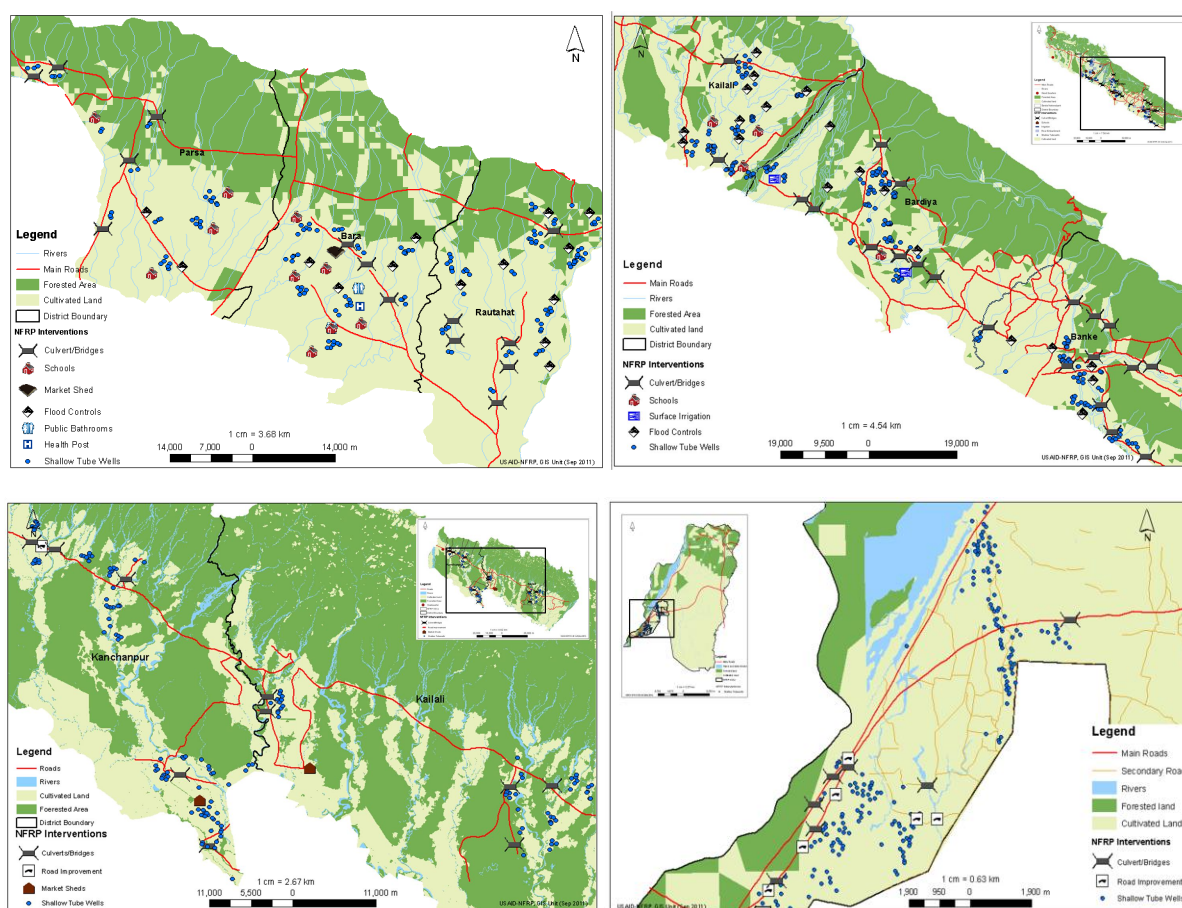 N
Parsa
Bara
Rautahat
Legend
Rivers
Main Roads
Forested Area
Cultivated Land
District Boundary
NFRP Interventions
Culvert/Bridges
Schools
Market Shed
Flood Controls
Public Bathrooms
H Health Post
Shallow Tube Wells
1 cm = 3.68 km
14,000 7,000 0 14,000 m
USAID-NFRP, GIS Unit (Sep 2011)
N
Kailali
Bardiya
Banke
Legend
Main Roads
Rivers
Forested Area
Cultivated land
District Boundary
NFRP Interventions
Culvert/Bridges
Schools
Surface Irrigation
Flood Controls
Shallow Tube Wells
1 cm = 4.54 km
19,000 9,500 0 19,000 m
USAID-NFRP, GIS Unit (Sep 2011)
N
Kanchanpur
Kailali
Legend
Roads
Rivers
Cultivated Land
Foerested Area
District Boundary
NFRP Interventions
Culverts/Bridges
Road Improvement
Market Sheds
Shallow Tube Wells
1 cm = 2.67 km
11,000 5,500 0 11,000 m
USAID-NFRP, GIS Unit (Sep 2011)
N
Legend
Main Roads
Secondary Road
Rivers
Forested land
Cultivated Land
NFRP Interventions
Culvert/Bridges
Road Improvement
Shallow Tube Wells
1 cm = 0.63 km
1,900 950 0 1,900 m